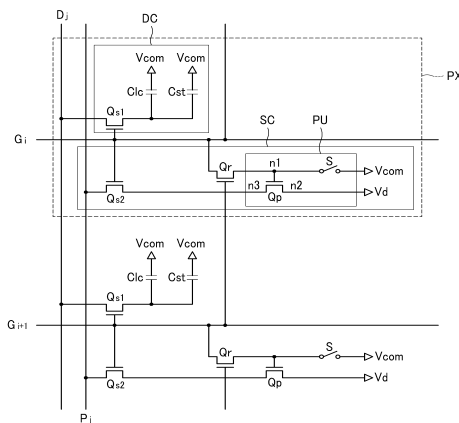 Dj
DC
Vcom Vcom
PX
Clc Cst
Qs1
Gi
SC PU
Qr n1 S
Vcom
n3 n2
Vd
Qs2 Qp
Vcom Vcom
Clc Cst
Qs1
Gi+1
Qr S
Vcom
Vd
Qs2 Qp
Pj